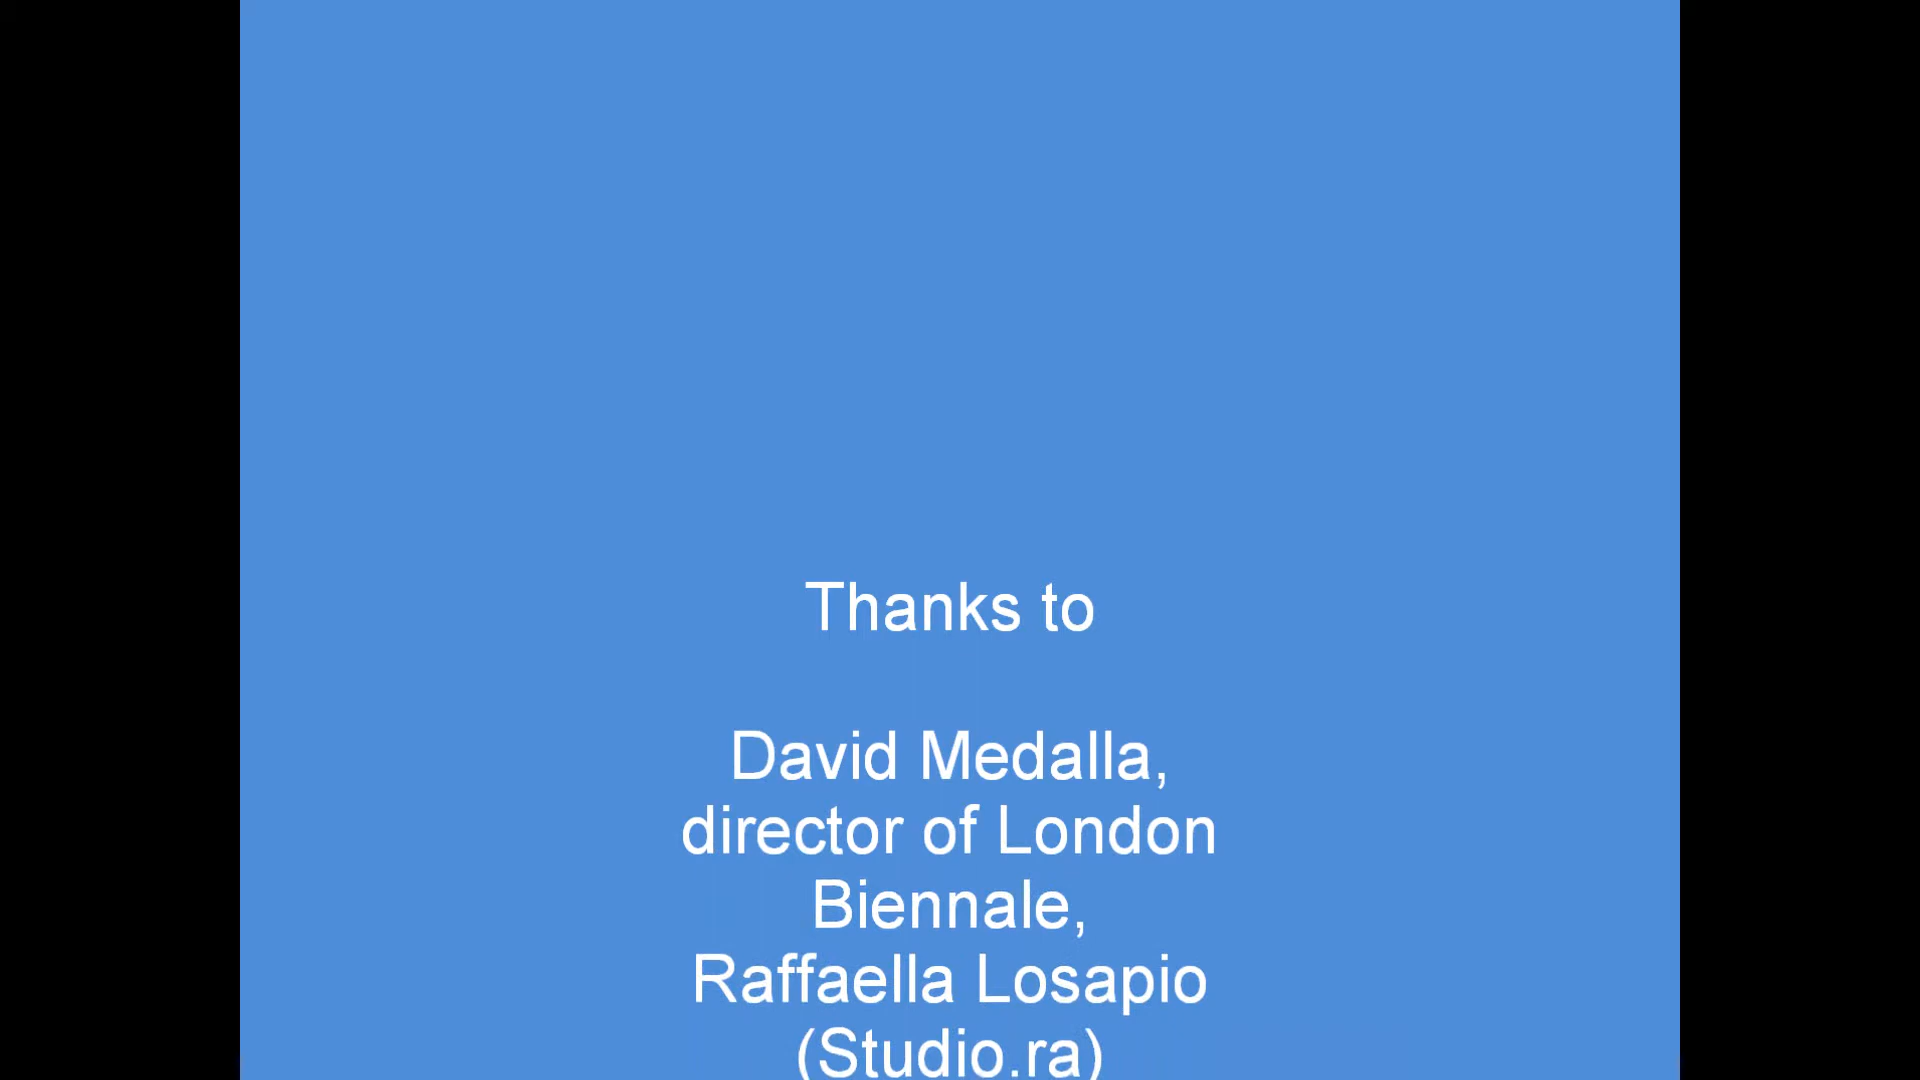 Thanks to
David Medalla,
director of London
Biennale,
Raffaella Losapio
(Studio.ra)